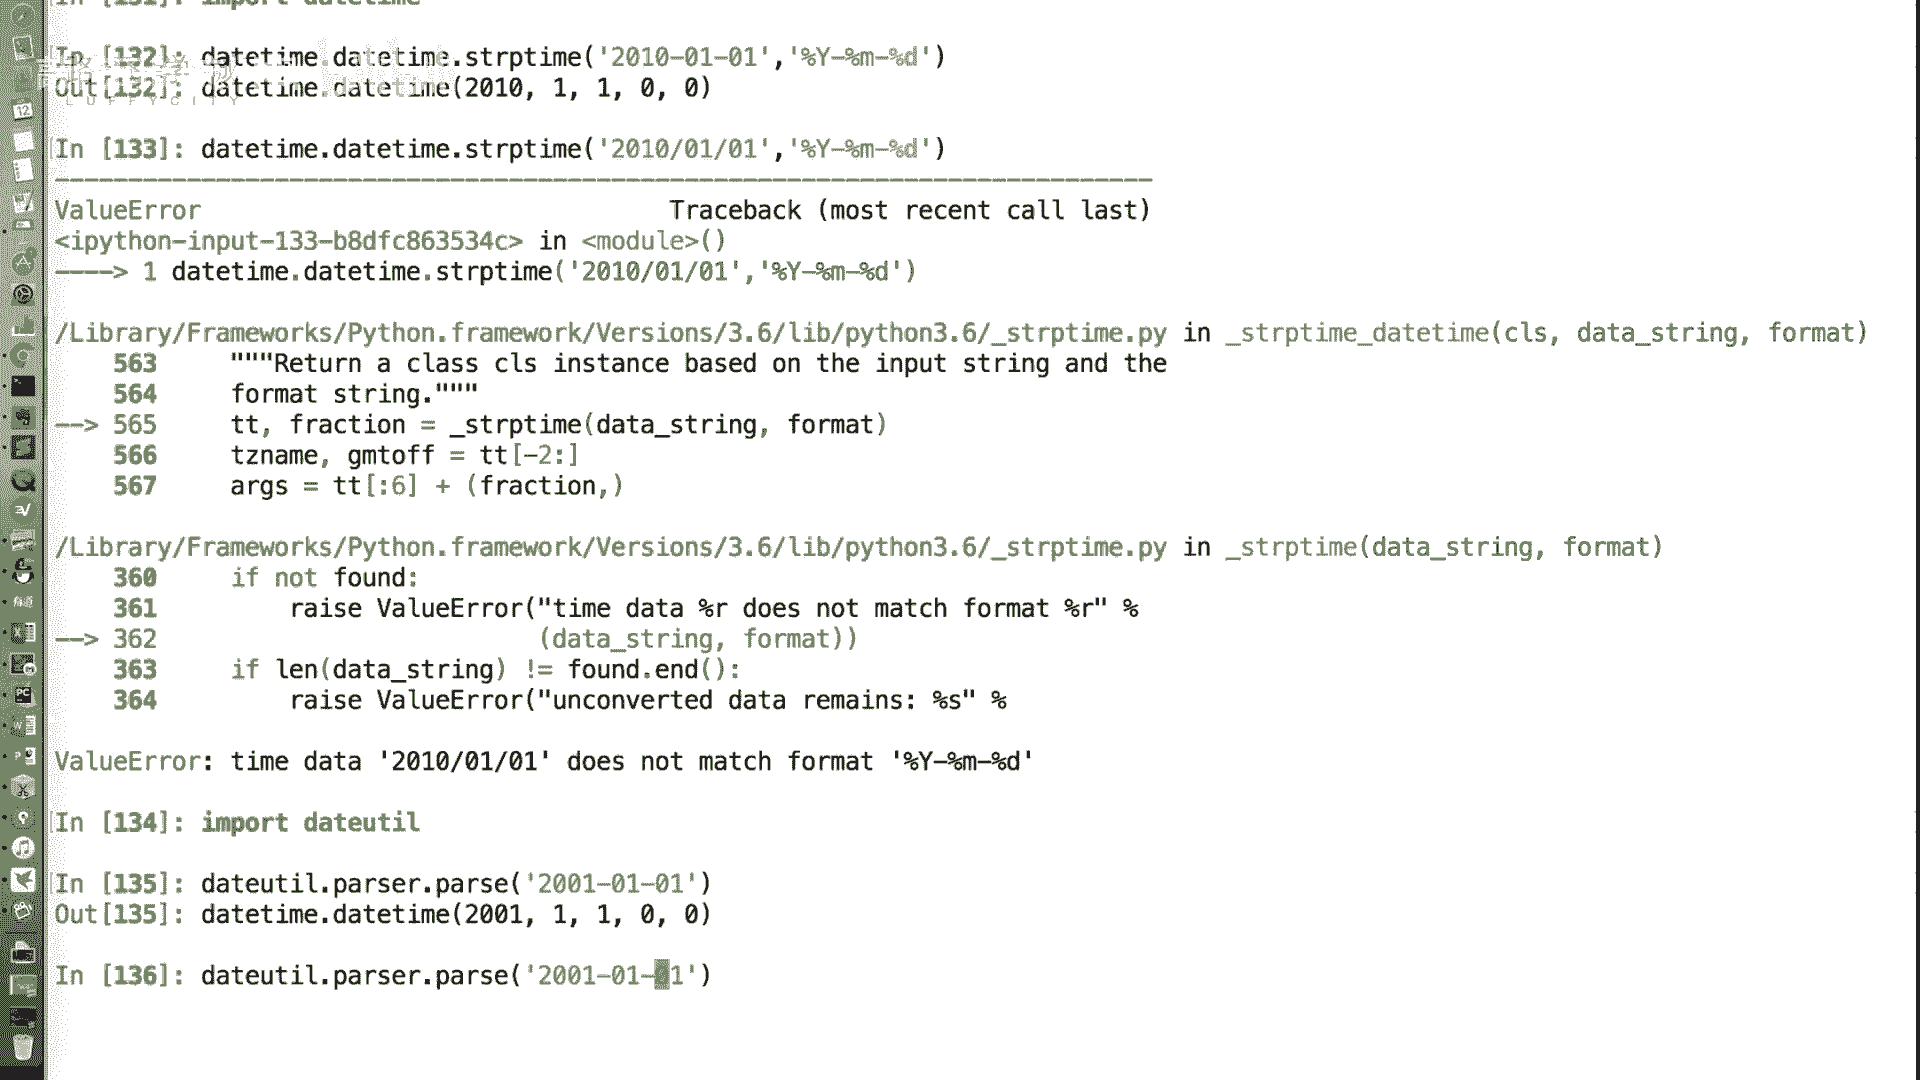 In [131]: import datetime
In [132]: datetime.datetime.strptime('2010-01-01','%Y-%m-%d')
Out[132]: datetime.datetime(2010, 1, 1, 0, 0)
LUFFYCITY
In [133]: datetime.datetime.strptime('2010/01/01','%Y-%m-%d')
---------------------------------------------------------------------------
ValueError                                Traceback (most recent call last)
<ipython-input-133-b8dfc863534c> in <module>()
----> 1 datetime.datetime.strptime('2010/01/01','%Y-%m-%d')
/Library/Frameworks/Python.framework/Versions/3.6/lib/python3.6/_strptime.py in _strptime_datetime(cls, data_string, format)
    563     """Return a class cls instance based on the input string and the
    564     format string."""
--> 565     tt, fraction = _strptime(data_string, format)
    566     tzname, gmtoff = tt[-2:]
    567     args = tt[:6] + (fraction,)
/Library/Frameworks/Python.framework/Versions/3.6/lib/python3.6/_strptime.py in _strptime(data_string, format)
    360     if not found:
    361         raise ValueError("time data %r does not match format %r" %
--> 362                          (data_string, format))
    363     if len(data_string) != found.end():
    364         raise ValueError("unconverted data remains: %s" %
ValueError: time data '2010/01/01' does not match format '%Y-%m-%d'
In [134]: import dateutil
In [135]: dateutil.parser.parse('2001-01-01')
Out[135]: datetime.datetime(2001, 1, 1, 0, 0)
In [136]: dateutil.parser.parse('2001-01-01')